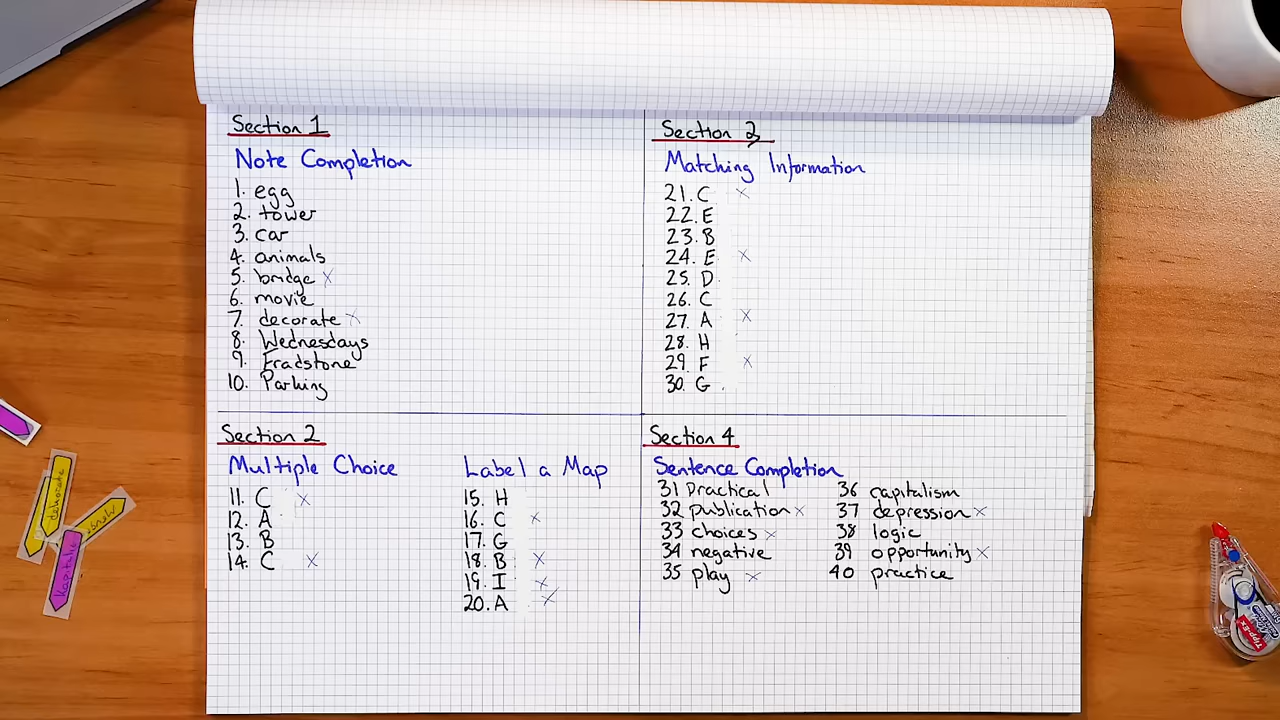 Section 1
Note Completion
1. egg
2. tower
3. car
4. animals
5. bridge x
6. movie
7. decorate x
8. Wednesdays
9. Fradstone
10. Parking
Section 2
Multiple Choice
11. C x
12. A
13. B
14. C x
Label a Map
15. H
16. C x
17. G
18. B x
19. I x
20. A x
Section 3
Matching Information
21. C x
22. E
23. B
24. E x
25. D
26. C
27. A x
28. H
29. F x
30. G
Section 4
Sentence Completion
31 Practical
32 publication x
33 choices x
34 negative
35 play x
36 capitalism
37 depression x
38 logic
39 opportunity x
40 practice
TIPP-EX